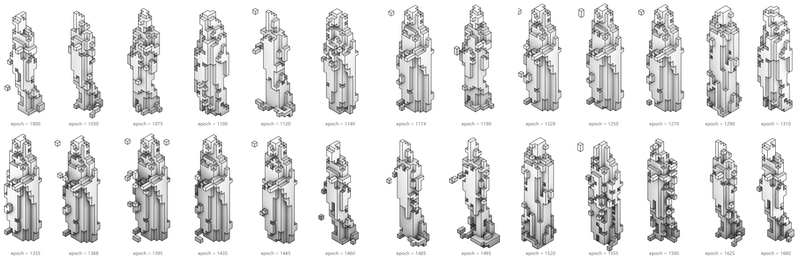 epoch = 1000 epoch = 1030 epoch = 1075 epoch = 1100 epoch = 1120 epoch = 1140 epoch = 1174 epoch = 1190 epoch = 1229 epoch = 1250 epoch = 1270 epoch = 1290 epoch = 1310
epoch = 1335 epoch = 1368 epoch = 1395 epoch = 1435 epoch = 1445 epoch = 1460 epoch = 1485 epoch = 1495 epoch = 1520 epoch = 1555 epoch = 1590 epoch = 1625 epoch = 1660